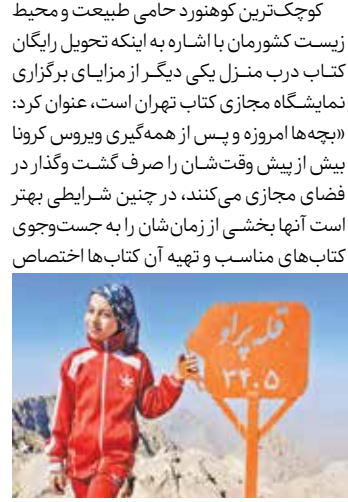 کوچک‌ترین کوهنورد حامی طبیعت و محیط
زیست کشورمان با اشاره به اینکه تحویل رایگان
کتاب درب منزل یکی دیگر از مزایای برگزاری
نمایشگاه مجازی کتاب تهران است، عنوان کرد:
«بچه‌ها امروزه و پس از همه‌گیری ویروس کرونا
بیش از پیش وقت‌شان را صرف گشت وگذار در
فضای مجازی می‌کنند، در چنین شرایطی بهتر
است آنها بخشی از زمان‌شان را به جست‌وجوی
کتاب‌های مناسب و تهیه آن کتاب‌ها اختصاص
قله پراو
۳۴۰۵